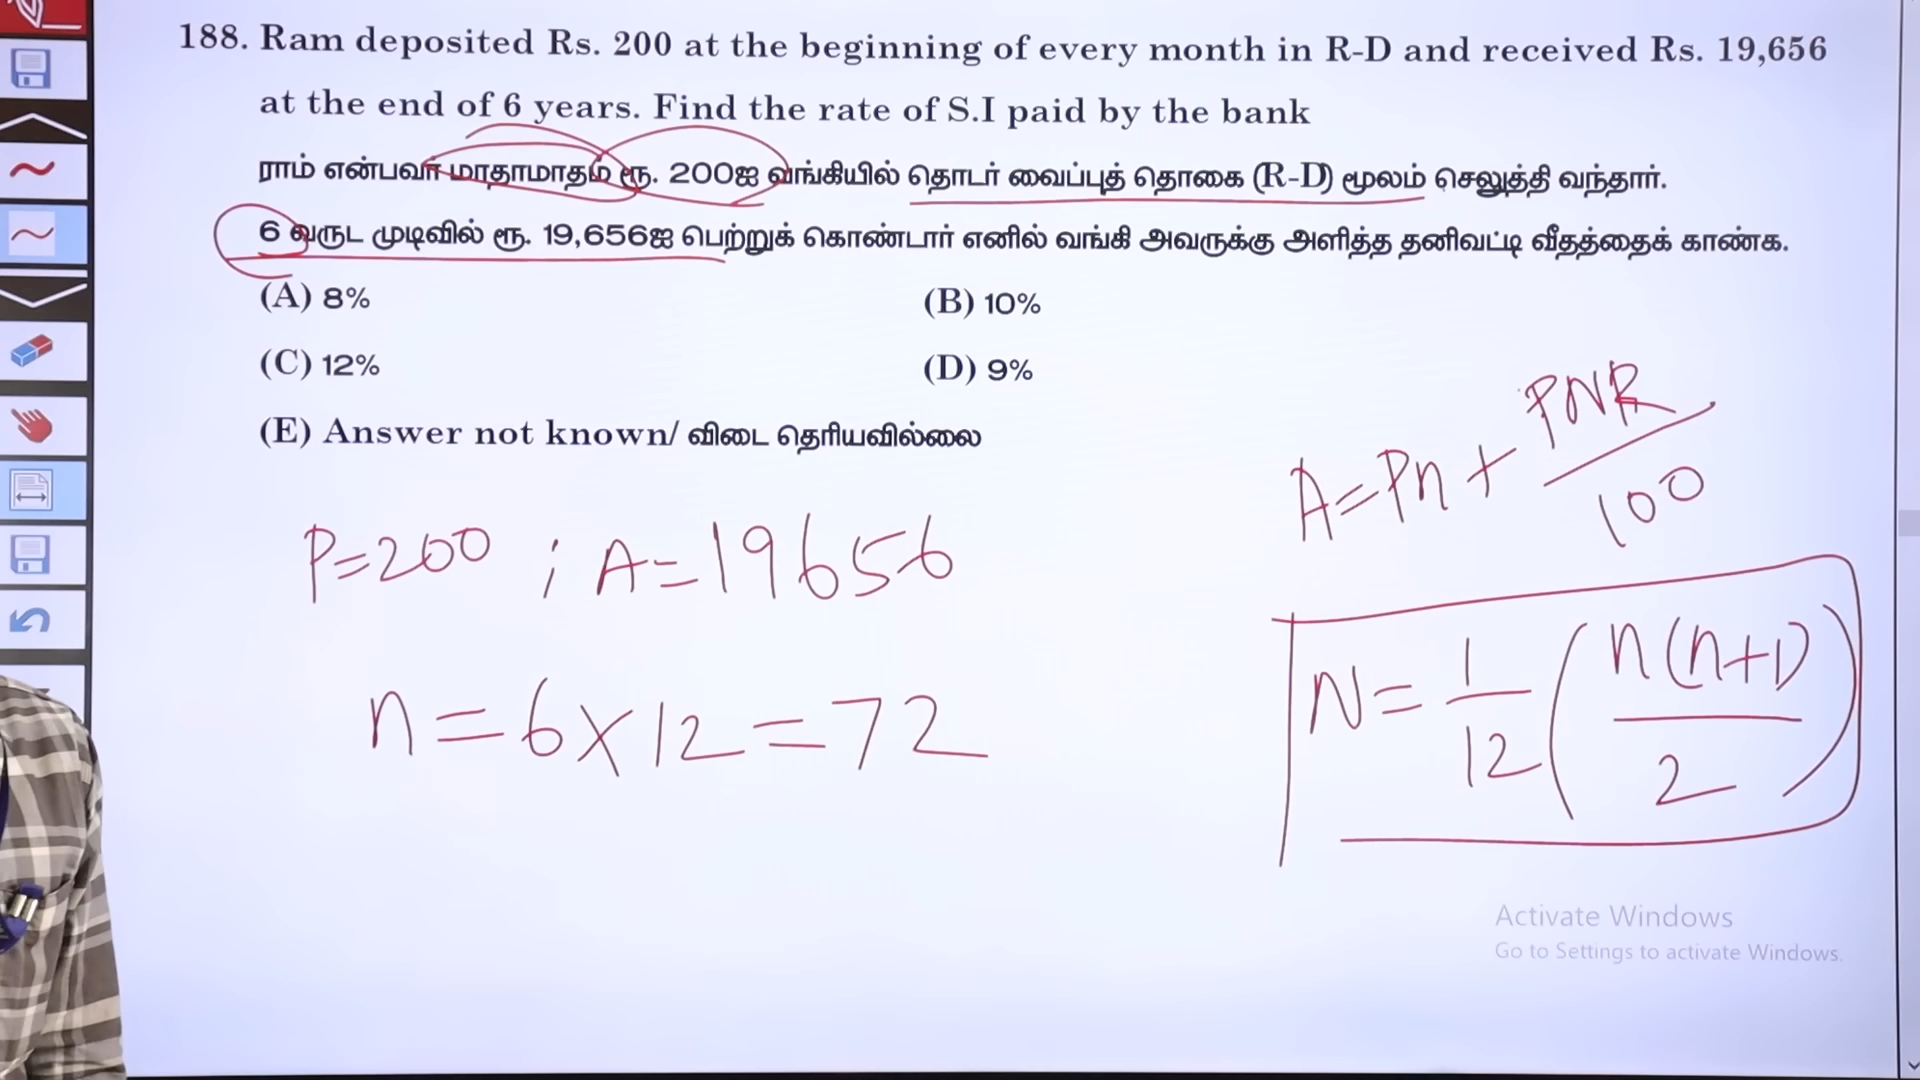 188. Ram deposited Rs. 200 at the beginning of every month in R-D and received Rs. 19,656
at the end of 6 years. Find the rate of S.I paid by the bank
ராம் என்பவர் மாதாமாதம் ரூ. 200ஐ வங்கியில் தொடர் வைப்புத் தொகை (R-D) மூலம் செலுத்தி வந்தார்.
6 வருட முடிவில் ரூ. 19,656ஐ பெற்றுக் கொண்டார் எனில் வங்கி அவருக்கு அளித்த தனிவட்டி வீதத்தைக் காண்க.
(A) 8%
(B) 10%
(C) 12%
(D) 9%
(E) Answer not known/ விடை தெரியவில்லை
A=Pn + PNR/100
P=200 ; A=19656
N= 1/12 (n(n+1)/2)
n=6×12=72
Activate Windows
Go to Settings to activate Windows.